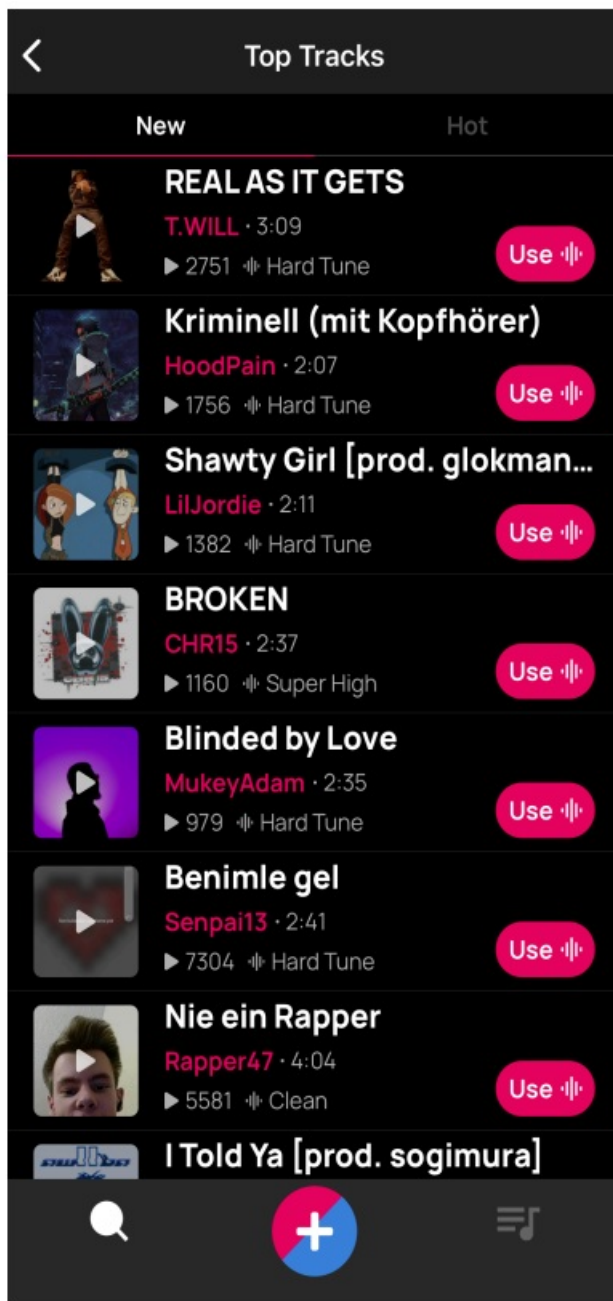 Top Tracks
New Hot
REAL AS IT GETS
T.WILL · 3:09
2751 Hard Tune
Use
Kriminell (mit Kopfhörer)
HoodPain · 2:07
1756 Hard Tune
Use
Shawty Girl [prod. glokman...
LilJordie · 2:11
1382 Hard Tune
Use
BROKEN
CHR15 · 2:37
1160 Super High
Use
Blinded by Love
MukeyAdam · 2:35
979 Hard Tune
Use
Benimle gel
Senpai13 · 2:41
7304 Hard Tune
Use
Nie ein Rapper
Rapper47 · 4:04
5581 Clean
Use
I Told Ya [prod. sogimura]